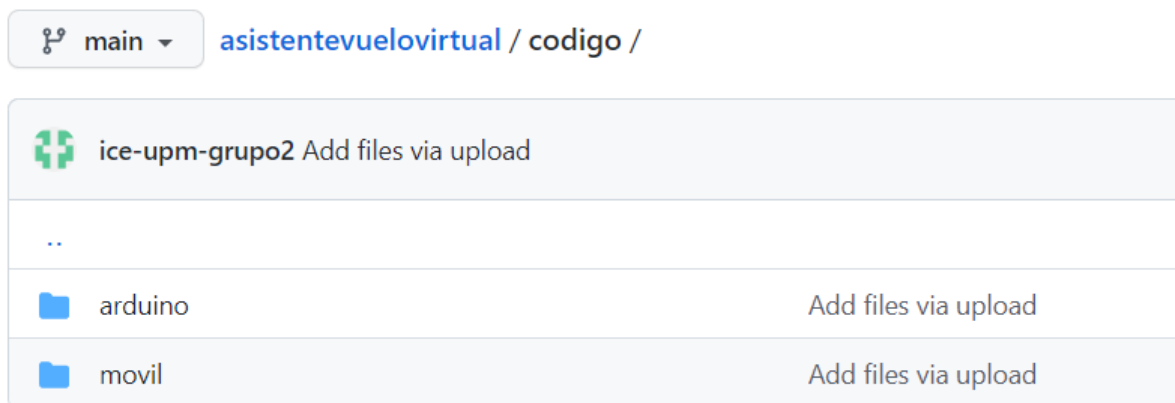 main asistentevuelovirtual / codigo /
ice-upm-grupo2 Add files via upload
..
arduino Add files via upload
movil Add files via upload